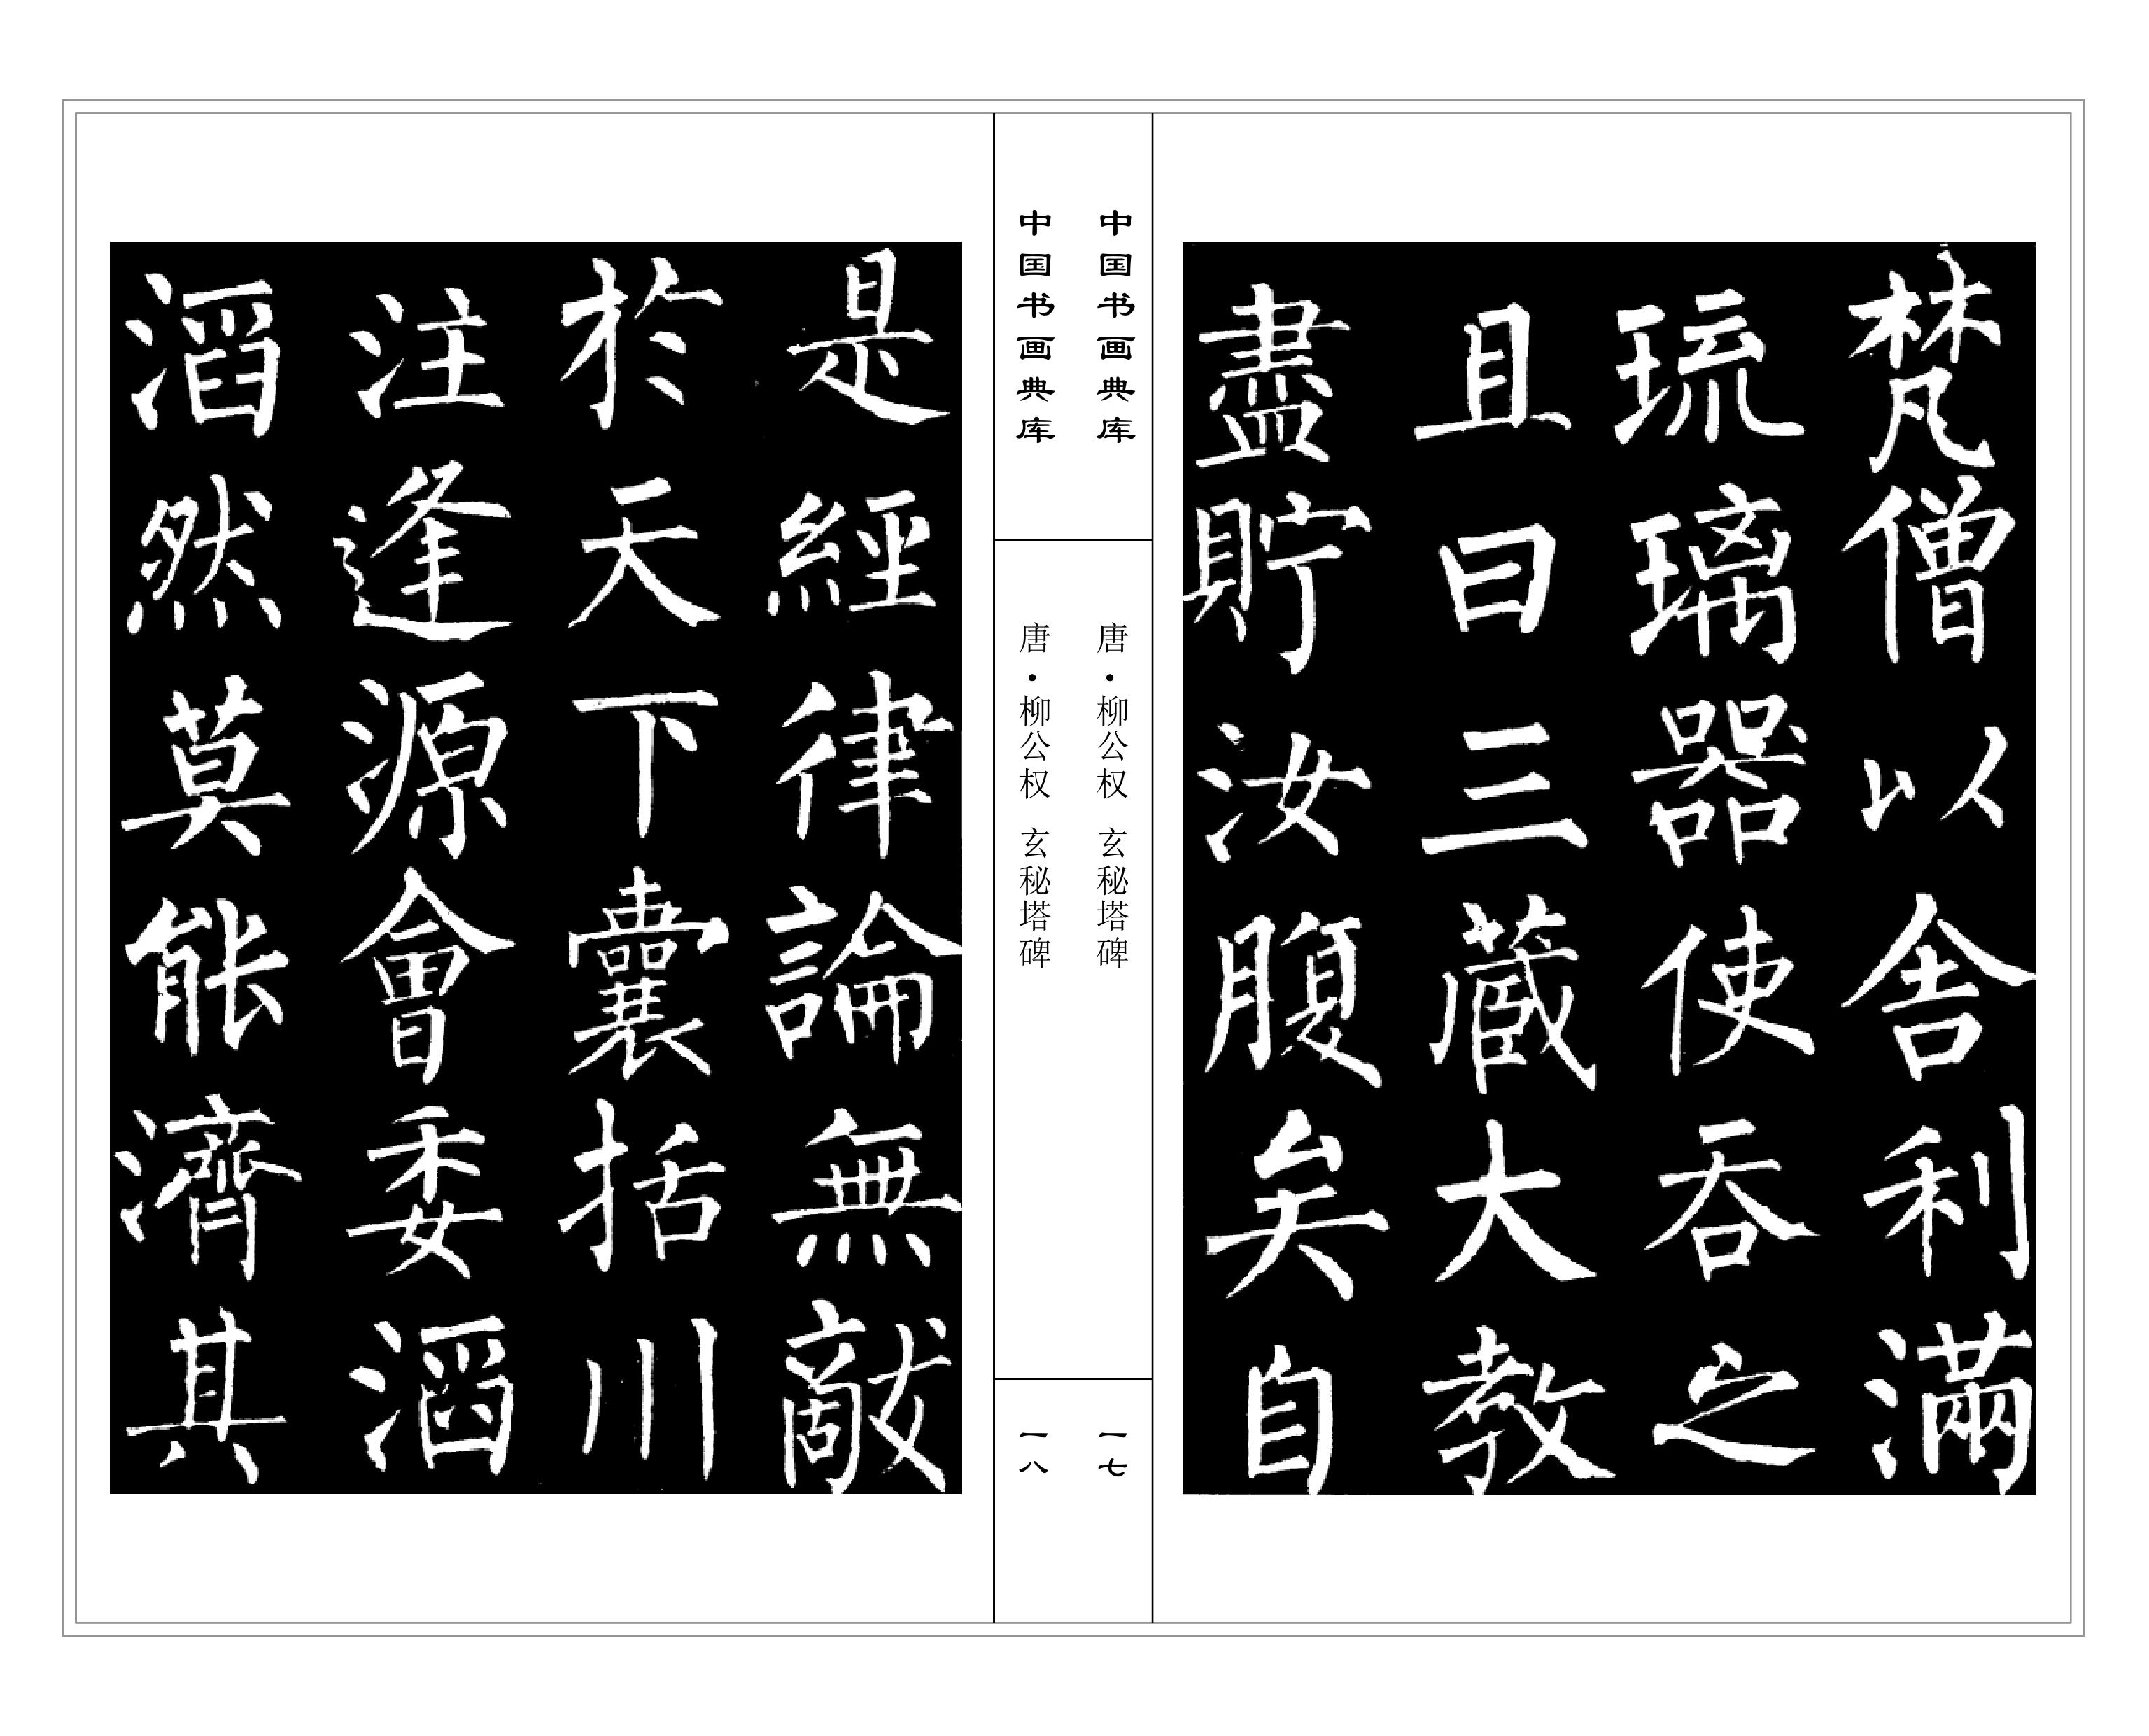 梵僧以舎利滿
琉璃器使吞之
且曰三藏大教
盡貯汝腹矣自
中国书画典库
唐·柳公权 玄秘塔碑
一七
中国书画典库
唐·柳公权 玄秘塔碑
一八
是經律論無敵
於天下囊括川
注逢源會委滔
滔然莫能濟其